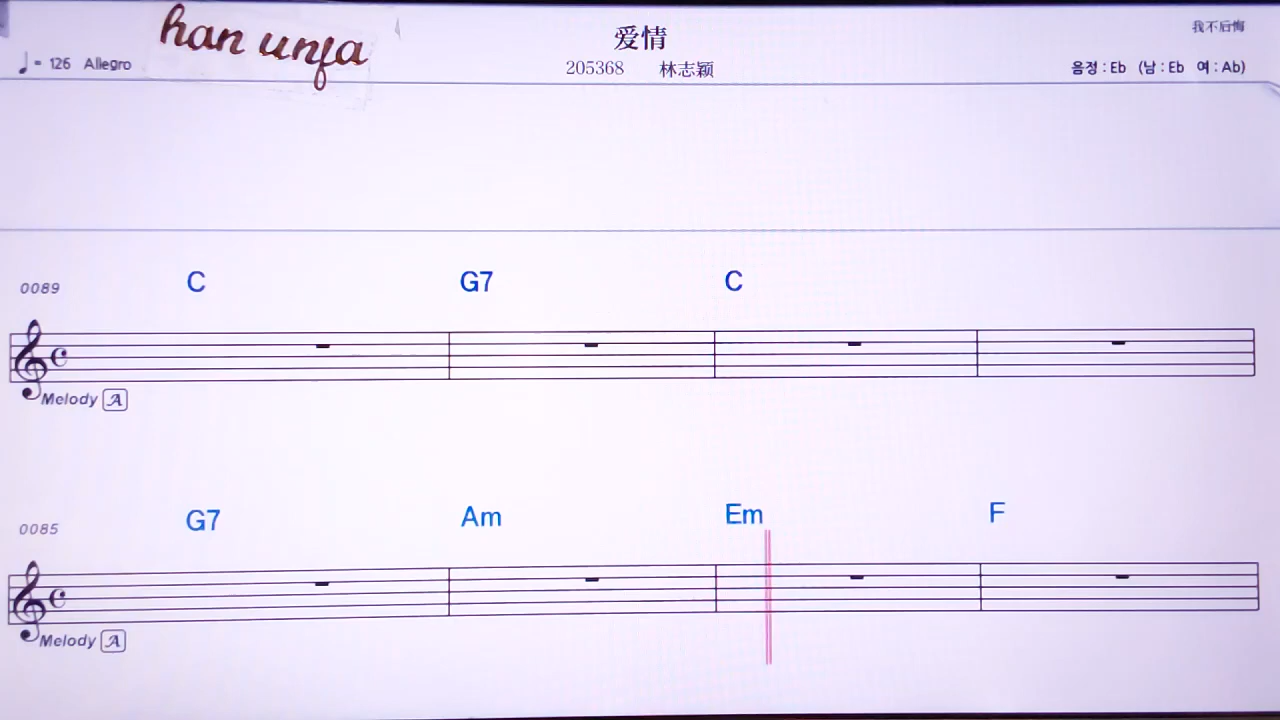 han unfa
爱情
我不后悔
♩ = 126 Allegro
205368 林志颖
음정 : Eb (남 : Eb 여 : Ab)
C G7 C
0089
Melody A
G7 Am Em F
0085
Melody A